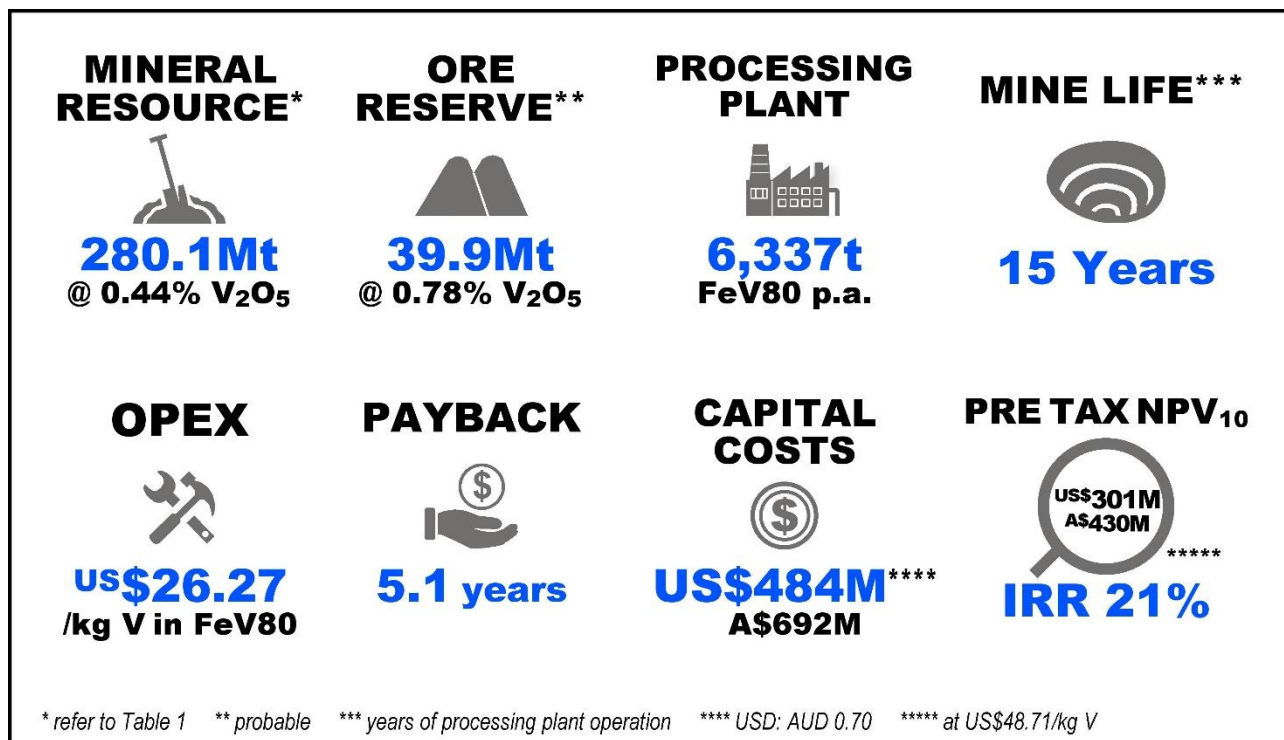 MINERAL
RESOURCE*
280.1Mt
@ 0.44% V₂O₅
ORE
RESERVE**
39.9Mt
@ 0.78% V₂O₅
PROCESSING
PLANT
6,337t
FeV80 p.a.
MINE LIFE***
15 Years
OPEX
US$26.27
/kg V in FeV80
PAYBACK
$
5.1 years
CAPITAL
COSTS
$
US$484M****
A$692M
PRE TAX NPV₁₀
US$301M
A$430M
*****
IRR 21%
* refer to Table 1 ** probable *** years of processing plant operation **** USD: AUD 0.70 ***** at US$48.71/kg V